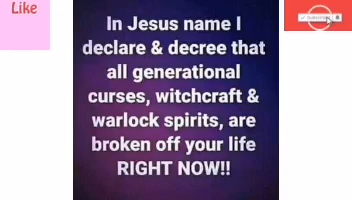 Like
In Jesus name I
declare & decree that
all generational
curses, witchcraft &
warlock spirits, are
broken off your life
RIGHT NOW!!